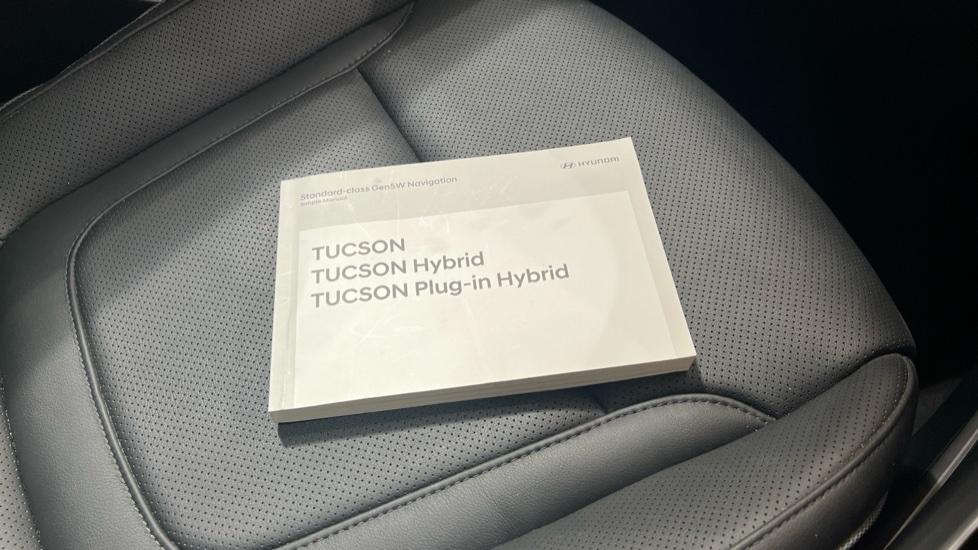 HYUNDAI
Standard-class Gen5W Navigation
Simple Manual
TUCSON
TUCSON Hybrid
TUCSON Plug-in Hybrid